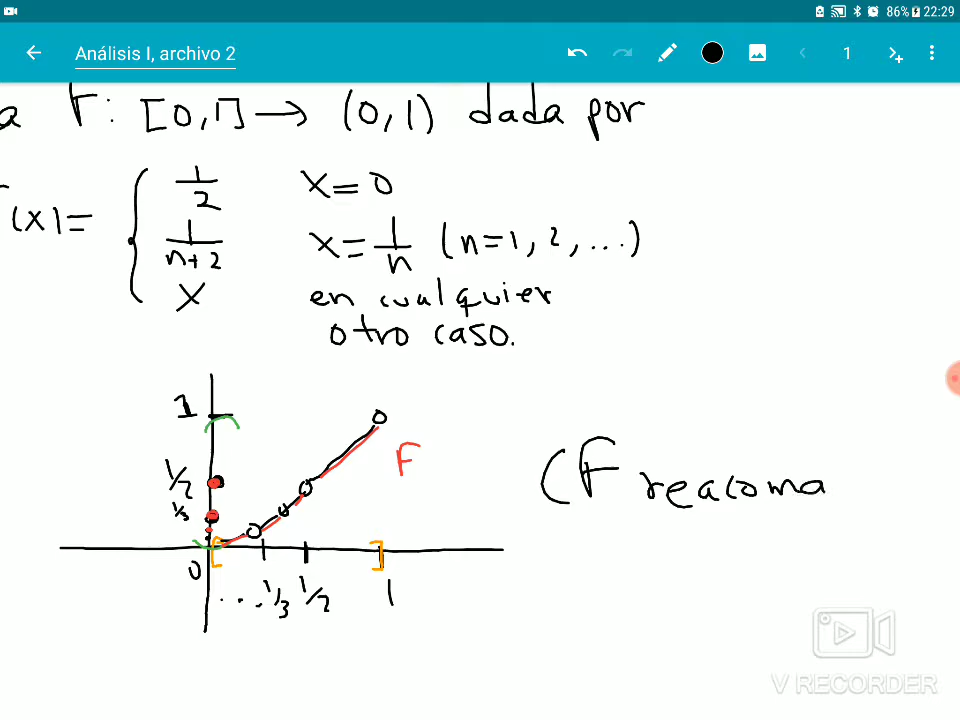 86% 22:29
Análisis I, archivo 2
1
a F: [0,1] → (0,1) dada por
F(x)= { 1/2 x=0
1/(n+2) x=1/n (n=1, 2, ...)
x en cualquier
otro caso.
1
1/2
F
(F reacoma
1/3
0
... 1/3 1/2 1
V RECORDER